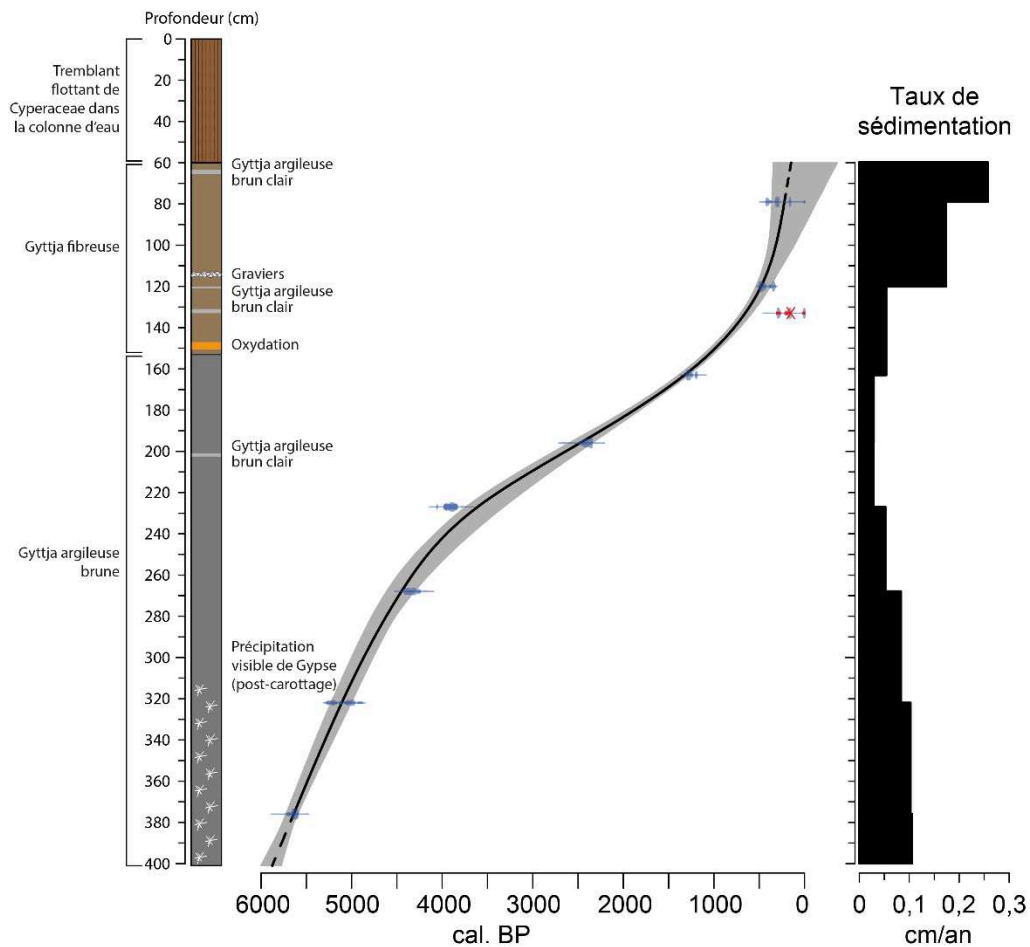 Profondeur (cm)
0
20
40
60
80
100
120
140
160
180
200
220
240
260
280
300
320
340
360
380
400
Tremblant
flottant de
Cyperaceae dans
la colonne d'eau
Gyttja fibreuse
Gyttja argileuse
brune
Gyttja argileuse
brun clair
Graviers
Gyttja argileuse
brun clair
Oxydation
Gyttja argileuse
brun clair
Précipitation
visible de Gypse
(post-carottage)
6000 5000 4000 3000 2000 1000 0
cal. BP
Taux de
sédimentation
0 0,1 0,2 0,3
cm/an